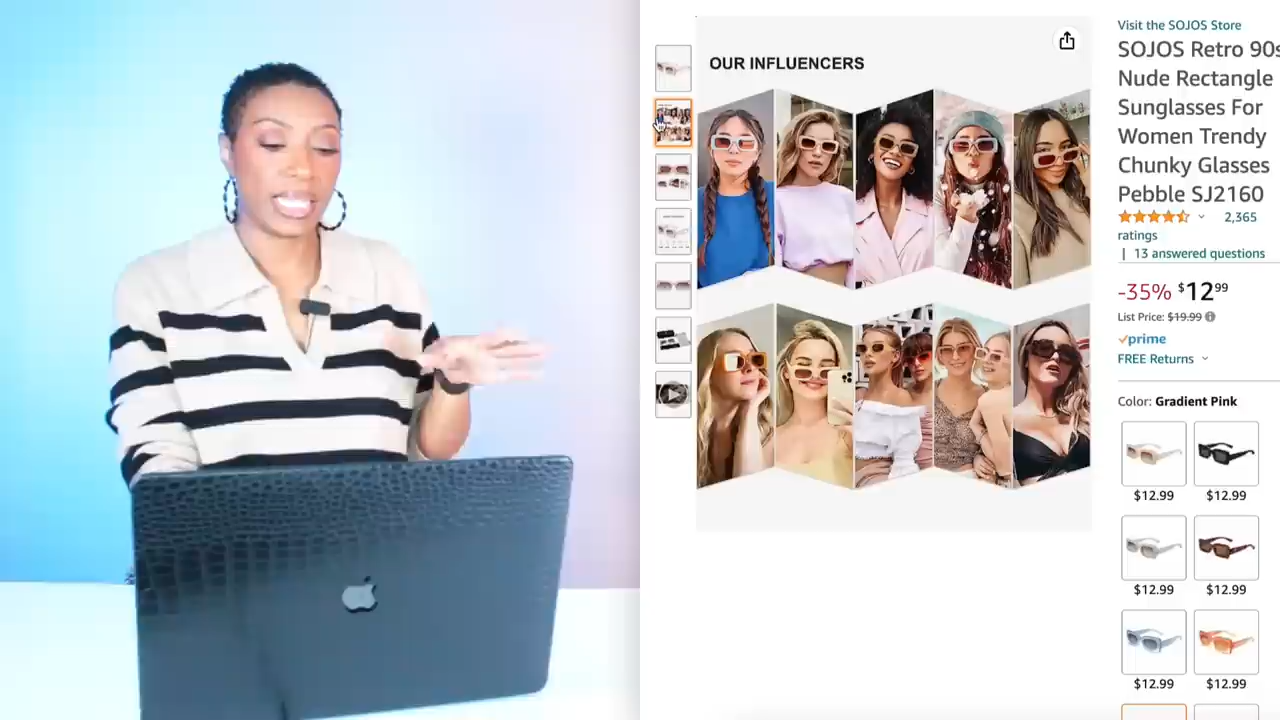 OUR INFLUENCERS
Visit the SOJOS Store
SOJOS Retro 90s
Nude Rectangle
Sunglasses For
Women Trendy
Chunky Glasses
Pebble SJ2160
2,365
ratings
| 13 answered questions
-35% $12 99
List Price: $19.99
prime
FREE Returns
Color: Gradient Pink
$12.99 $12.99
$12.99 $12.99
$12.99 $12.99